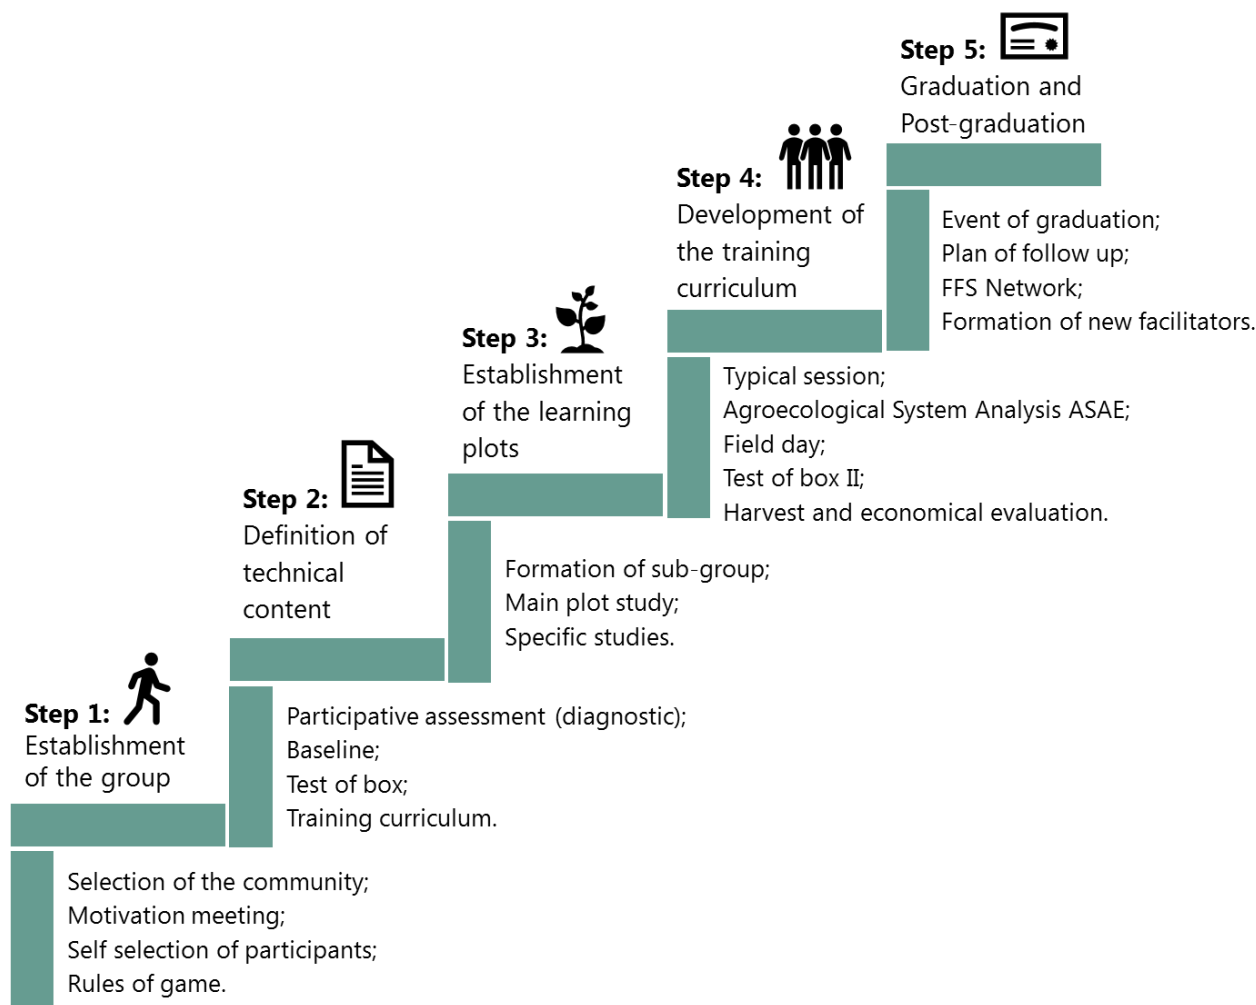 Step 1:
Establishment
of the group
Selection of the community;
Motivation meeting;
Self selection of participants;
Rules of game.
Step 2:
Definition of
technical
content
Participative assessment (diagnostic);
Baseline;
Test of box;
Training curriculum.
Step 3:
Establishment
of the learning
plots
Formation of sub-group;
Main plot study;
Specific studies.
Step 4:
Development of
the training
curriculum
Typical session;
Agroecological System Analysis ASAE;
Field day;
Test of box II;
Harvest and economical evaluation.
Step 5:
Graduation and
Post-graduation
Event of graduation;
Plan of follow up;
FFS Network;
Formation of new facilitators.